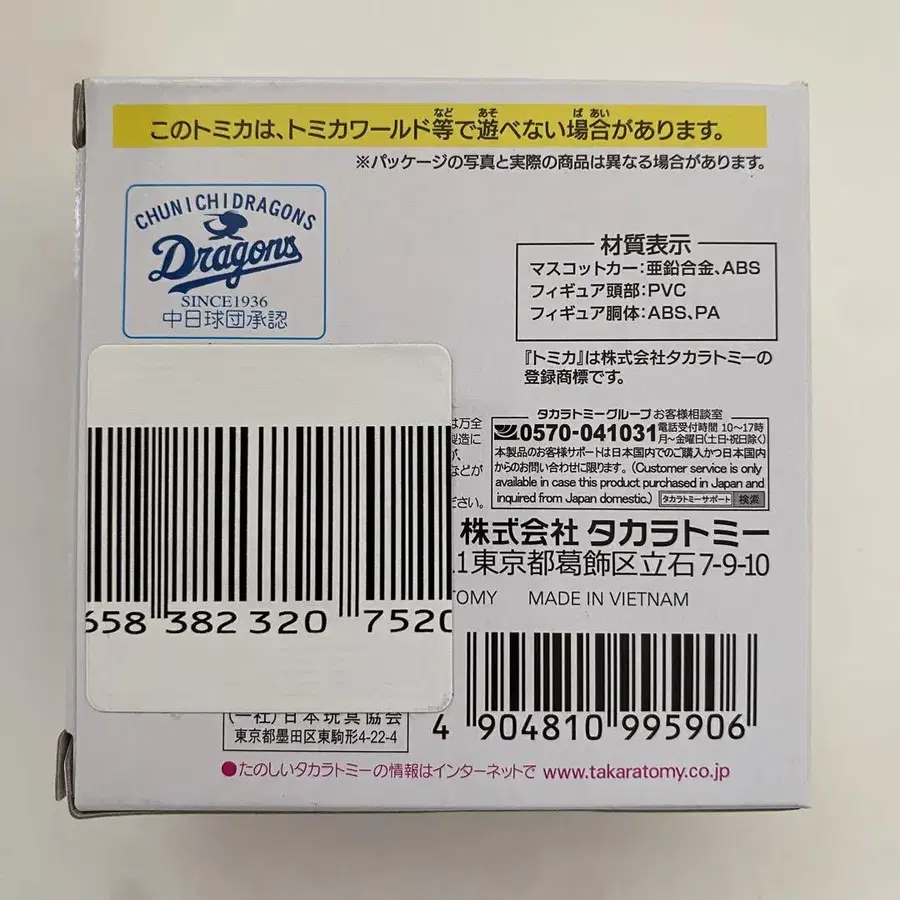 このトミカは、トミカワールド等で遊べない場合があります。
※パッケージの写真と実際の商品は異なる場合があります。
CHUNICHIDRAGONS
Dragons
SINCE1936
中日球団承認
材質表示
マスコットカー:亜鉛合金、ABS
フィギュア頭部:PVC
フィギュア胴体:ABS、PA
『トミカ』は株式会社タカラトミーの
登録商標です。
タカラトミーグループお客様相談室
0570-041031 電話受付時間 10〜17時
月〜金曜日(土日・祝日除く)
本製品のお客様サポートは日本国内でのご購入かつ日本国内
からのお問い合わせに限ります。(Customer service is only
available in case this product purchased in Japan and
inquired from Japan domestic.) タカラトミーサポート 検索
は万全
製造に
が、
などが
ください。
株式会社 タカラトミー
1東京都葛飾区立石7-9-10
TOMY MADE IN VIETNAM
658 382 320 7520
4 904810 995906
(一社)日本玩具協会
東京都墨田区東駒形4-22-4
●たのしいタカラトミーの情報はインターネットで www.takaratomy.co.jp